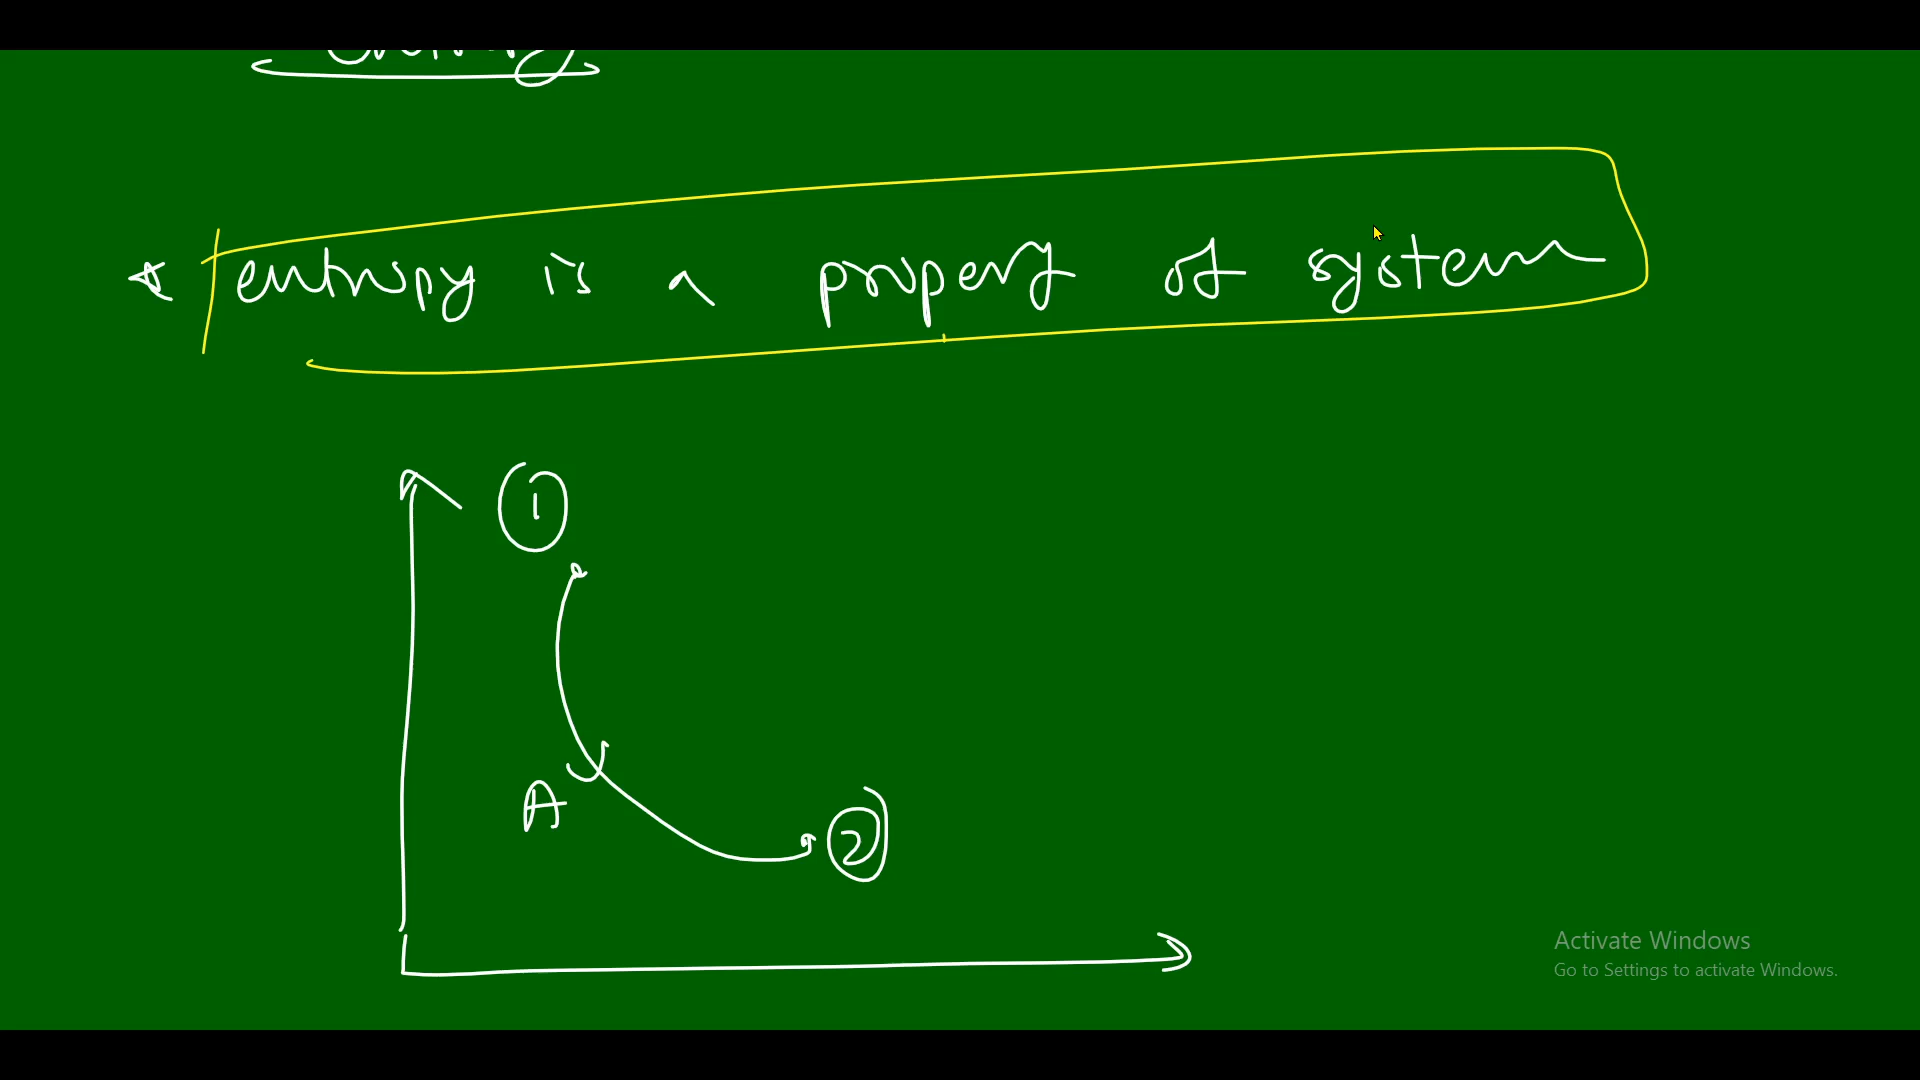 * entropy is a property of system
1
A
2
Activate Windows
Go to Settings to activate Windows.